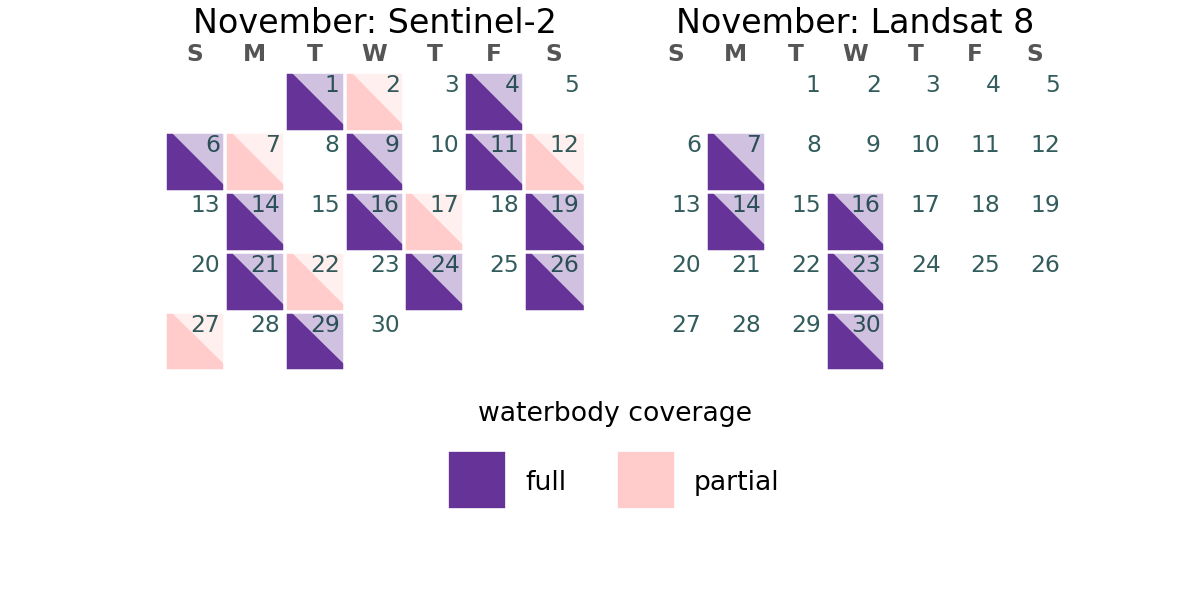 November: Sentinel-2
S M T W T F S
1 2 3 4 5
6 7 8 9 10 11 12
13 14 15 16 17 18 19
20 21 22 23 24 25 26
27 28 29 30
November: Landsat 8
S M T W T F S
1 2 3 4 5
6 7 8 9 10 11 12
13 14 15 16 17 18 19
20 21 22 23 24 25 26
27 28 29 30
waterbody coverage
full partial